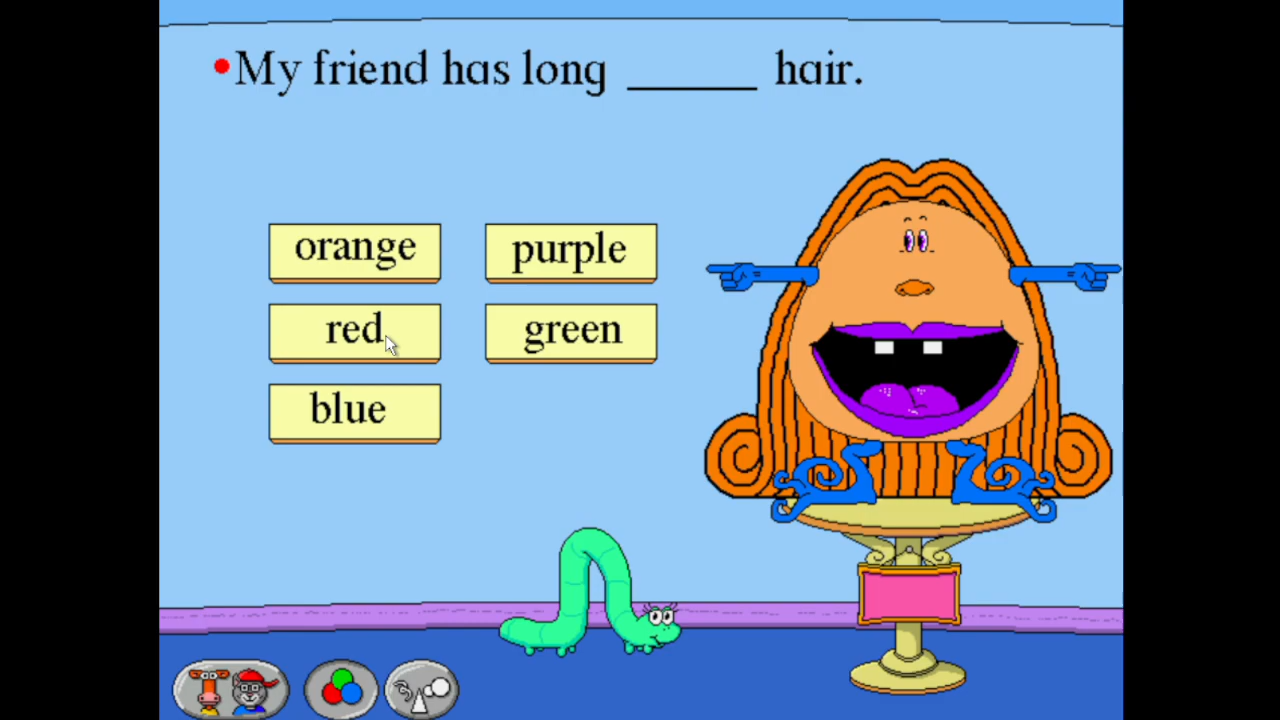 •My friend has long ______ hair.
orange purple
red green
blue